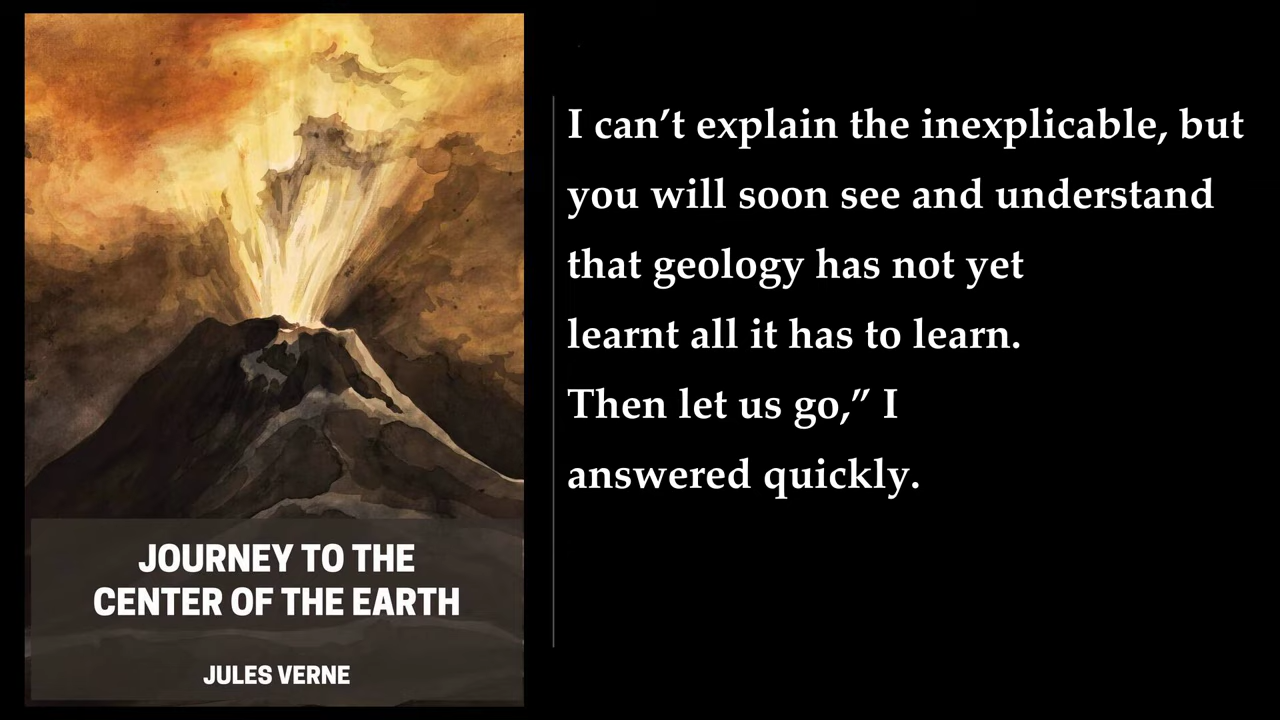 I can’t explain the inexplicable, but
you will soon see and understand
that geology has not yet
learnt all it has to learn.
Then let us go,” I
answered quickly.
JOURNEY TO THE
CENTER OF THE EARTH
JULES VERNE